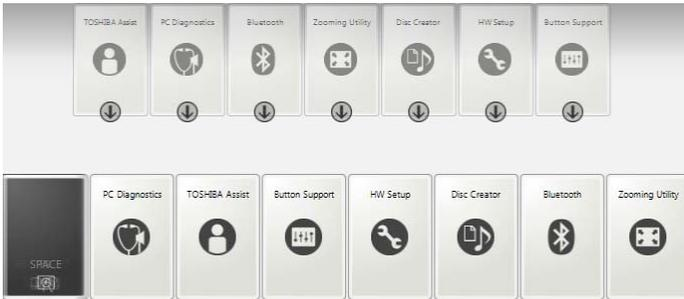 TOSHIBA Assist
PC Diagnostics
Bluetooth
Zooming Utility
Disc Creator
HW Setup
Button Support
SPACE
PC Diagnostics
TOSHIBA Assist
Button Support
HW Setup
Disc Creator
Bluetooth
Zooming Utility